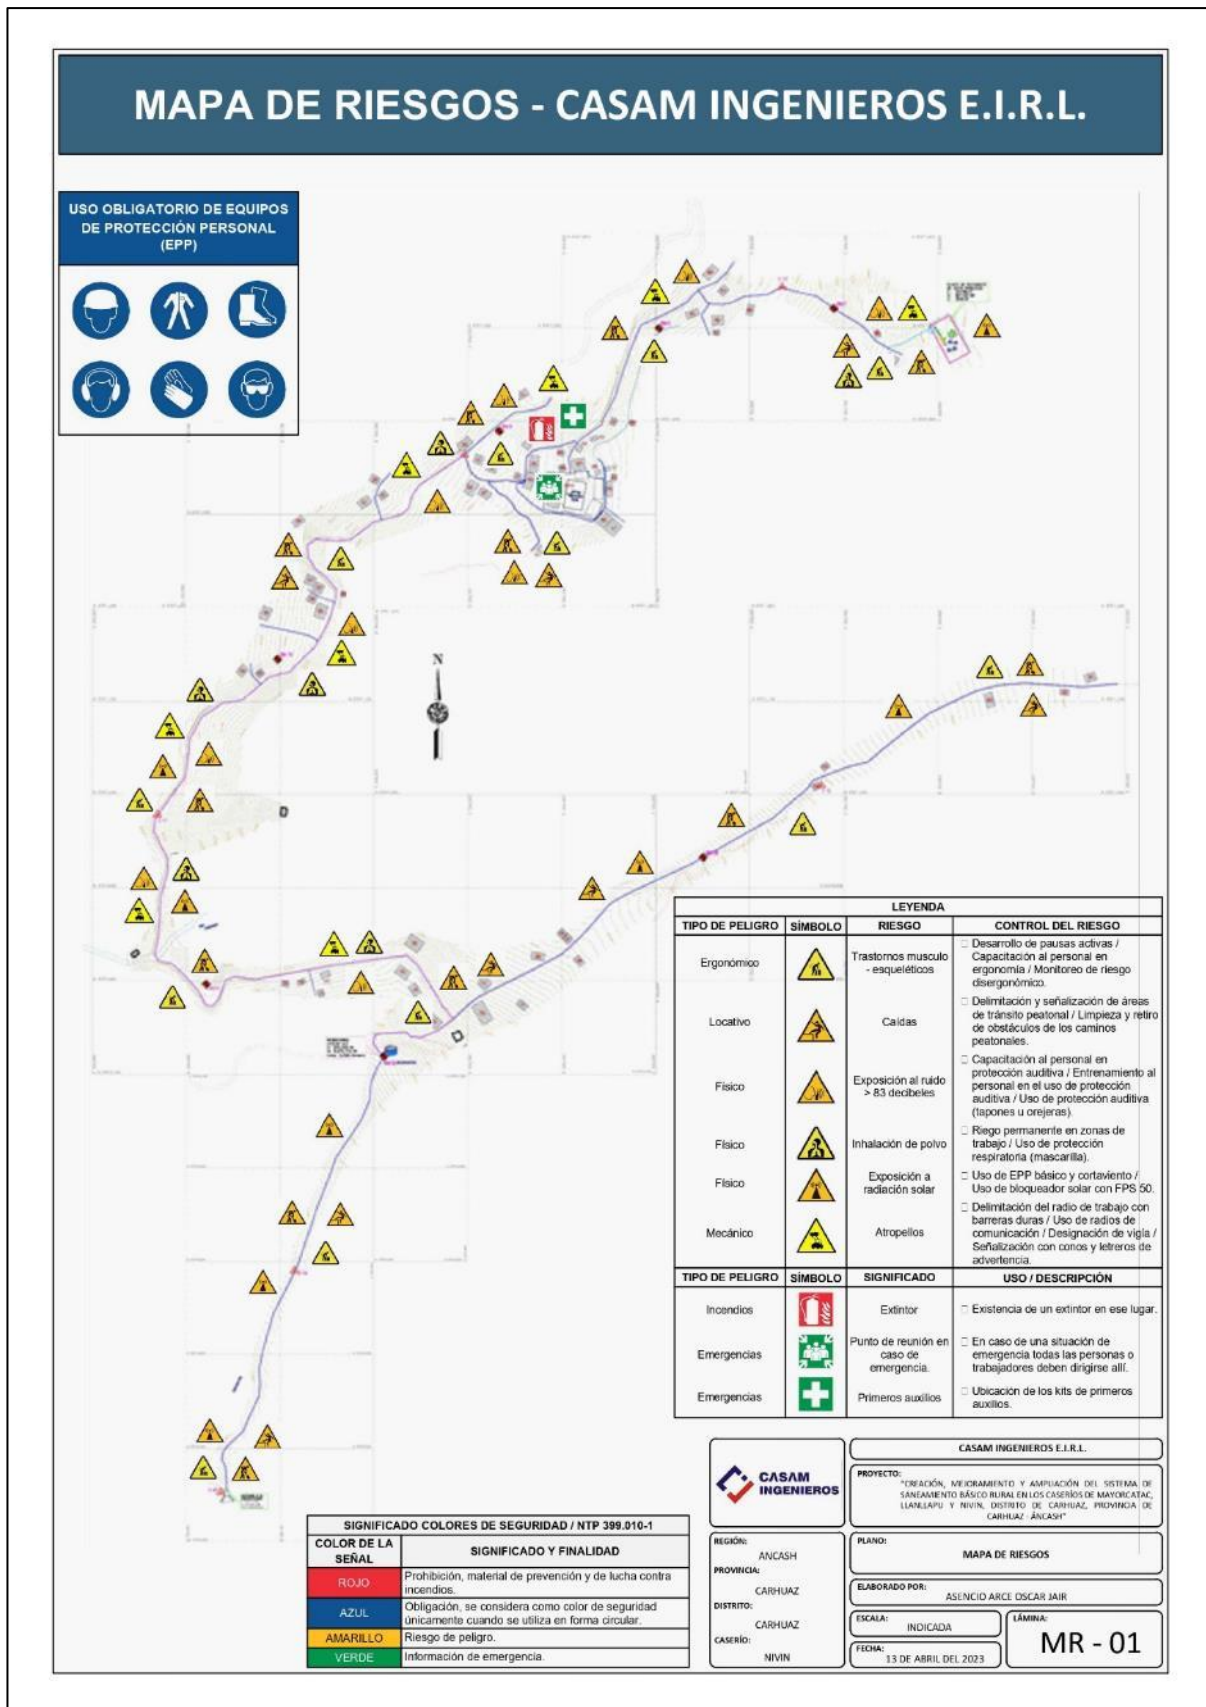 MAPA DE RIESGOS - CASAM INGENIEROS E.I.R.L.
USO OBLIGATORIO DE EQUIPOS
DE PROTECCIÓN PERSONAL
(EPP)
N
LEYENDA
TIPO DE PELIGRO SÍMBOLO RIESGO CONTROL DEL RIESGO
Ergonómico
Trastornos musculo
- esqueléticos
Desarrollo de pausas activas /
Capacitación al personal en
ergonomía / Monitoreo de riesgo
disergonómico.
Locativo
Caídas
Delimitación y señalización de áreas
de tránsito peatonal / Limpieza y retiro
de obstáculos de los caminos
peatonales.
Físico
Exposición al ruido
> 83 decibeles
Capacitación al personal en
protección auditiva / Entrenamiento al
personal en el uso de protección
auditiva / Uso de protección auditiva
(tapones u orejeras).
Físico
Inhalación de polvo
Riego permanente en zonas de
trabajo / Uso de protección
respiratoria (mascarilla).
Físico
Exposición a
radiación solar
Uso de EPP básico y cortaviento /
Uso de bloqueador solar con FPS 50.
Mecánico
Atropellos
Delimitación del radio de trabajo con
barreras duras / Uso de radios de
comunicación / Designación de vigía /
Señalización con conos y letreros de
advertencia.
TIPO DE PELIGRO SÍMBOLO SIGNIFICADO USO / DESCRIPCIÓN
Incendios
Extintor
Existencia de un extintor en ese lugar.
Emergencias
Punto de reunión en
caso de
emergencia.
En caso de una situación de
emergencia todas las personas o
trabajadores deben dirigirse allí.
Emergencias
Primeros auxilios
Ubicación de los kits de primeros
auxilios.
SIGNIFICADO COLORES DE SEGURIDAD / NTP 399.010-1
COLOR DE LA
SEÑAL
SIGNIFICADO Y FINALIDAD
ROJO
Prohibición, material de prevención y de lucha contra
incendios.
AZUL
Obligación, se considera como color de seguridad
únicamente cuando se utiliza en forma circular.
AMARILLO
Riesgo de peligro.
VERDE
Información de emergencia.
CASAM
INGENIEROS
REGIÓN:
ANCASH
PROVINCIA:
CARHUAZ
DISTRITO:
CARHUAZ
CASERÍO:
NIVIN
CASAM INGENIEROS E.I.R.L.
PROYECTO:
"CREACIÓN, MEJORAMIENTO Y AMPLIACIÓN DEL SISTEMA DE
SANEAMIENTO BÁSICO RURAL EN LOS CASERÍOS DE MAYORCATAC,
LLANLLAPU Y NIVIN, DISTRITO DE CARHUAZ, PROVINCIA DE
CARHUAZ - ÁNCASH"
PLANO:
MAPA DE RIESGOS
ELABORADO POR:
ASENCIO ARCE OSCAR JAIR
ESCALA:
INDICADA
FECHA:
13 DE ABRIL DEL 2023
LÁMINA:
MR - 01